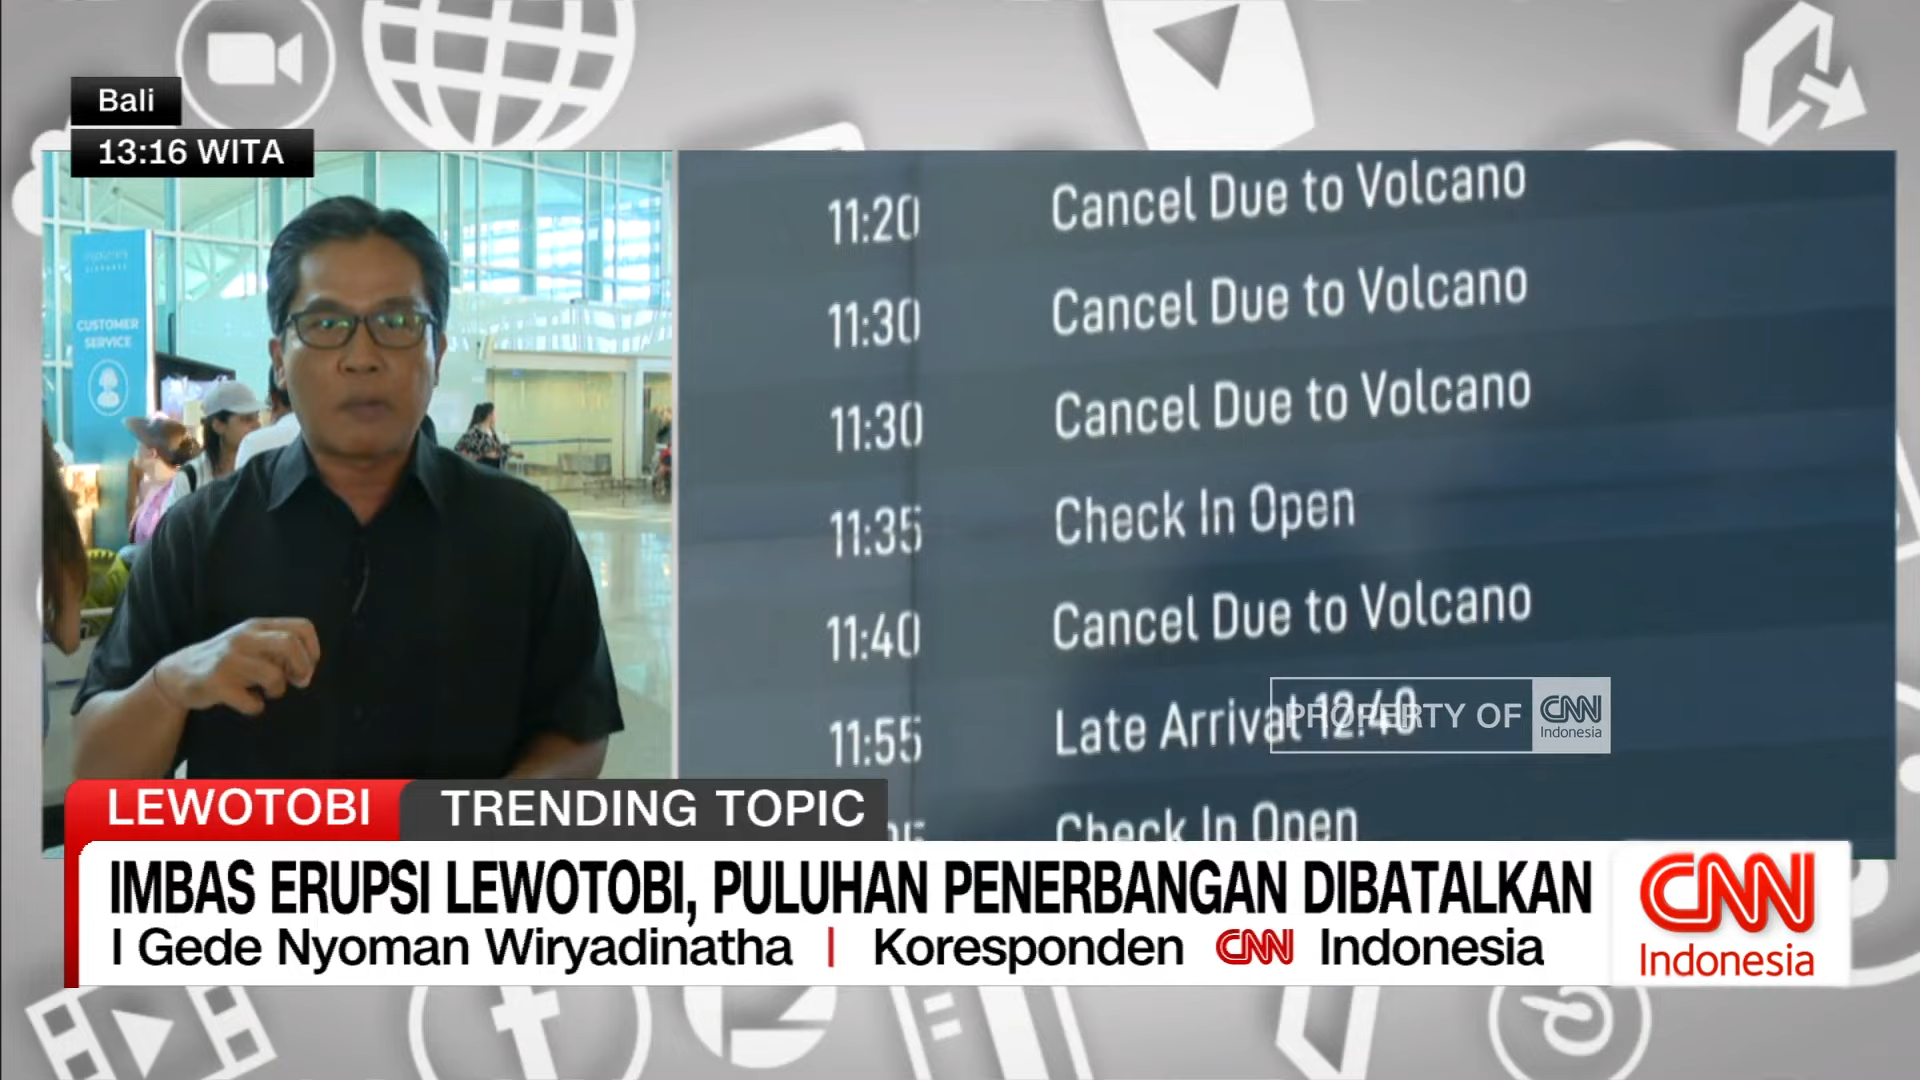 Bali
13:16 WITA
CUSTOMER
SERVICE
11:20 Cancel Due to Volcano
11:30 Cancel Due to Volcano
11:30 Cancel Due to Volcano
11:35 Check In Open
11:40 Cancel Due to Volcano
11:55 Late Arrival 12:40
Check In Open
PROPERTY OF CNN Indonesia
LEWOTOBI TRENDING TOPIC
IMBAS ERUPSI LEWOTOBI, PULUHAN PENERBANGAN DIBATALKAN
I Gede Nyoman Wiryadinatha | Koresponden CNN Indonesia
CNN
Indonesia